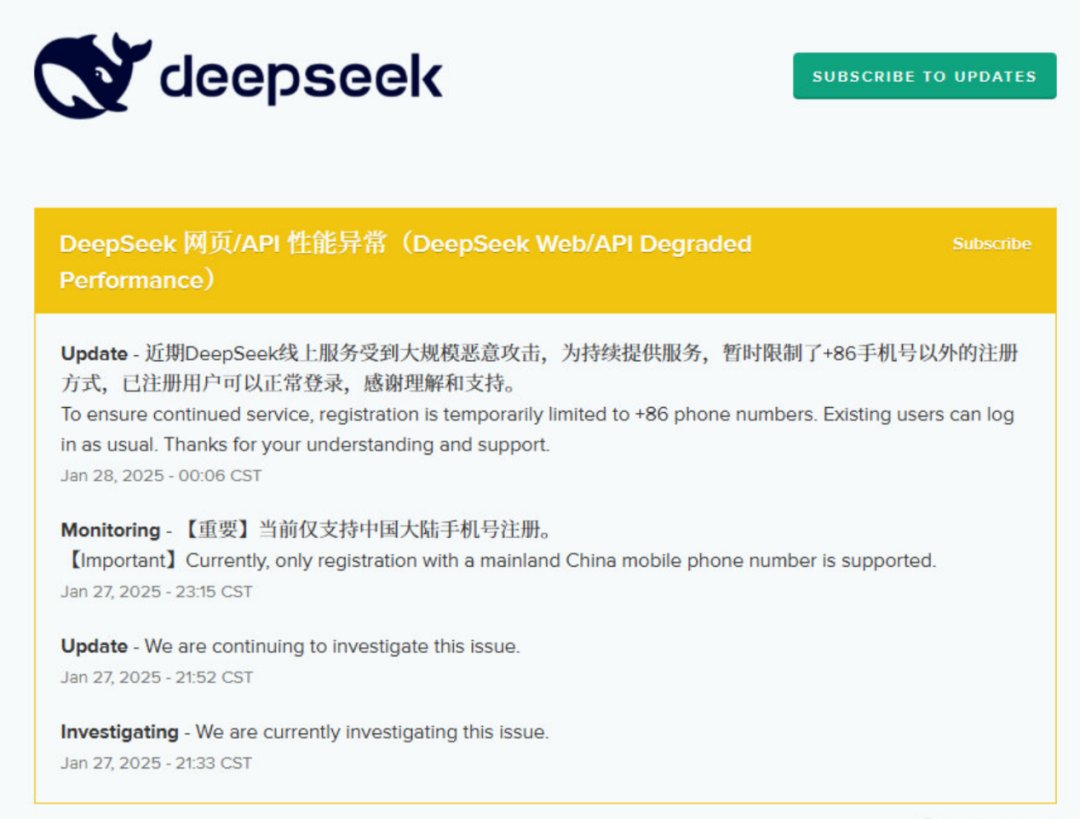 deepseek
SUBSCRIBE TO UPDATES
DeepSeek 网页/API 性能异常（DeepSeek Web/API Degraded
Performance）
Subscribe
Update - 近期DeepSeek线上服务受到大规模恶意攻击，为持续提供服务，暂时限制了+86手机号以外的注册
方式，已注册用户可以正常登录，感谢理解和支持。
To ensure continued service, registration is temporarily limited to +86 phone numbers. Existing users can log
in as usual. Thanks for your understanding and support.
Jan 28, 2025 - 00:06 CST
Monitoring - 【重要】当前仅支持中国大陆手机号注册。
【Important】Currently, only registration with a mainland China mobile phone number is supported.
Jan 27, 2025 - 23:15 CST
Update - We are continuing to investigate this issue.
Jan 27, 2025 - 21:52 CST
Investigating - We are currently investigating this issue.
Jan 27, 2025 - 21:33 CST